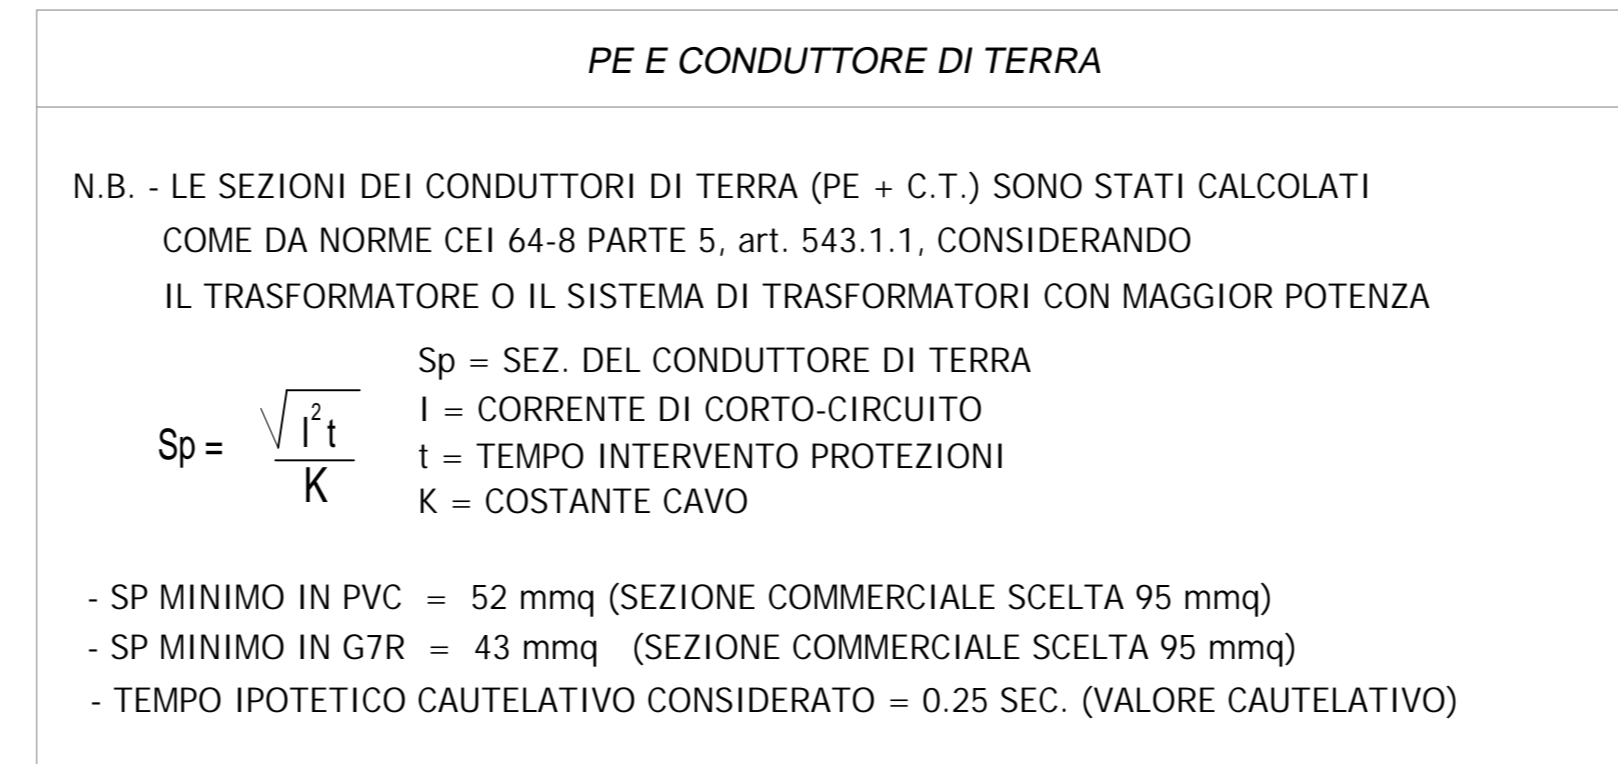 PE E CONDUTTORE DI TERRA
N.B. - LE SEZIONI DEI CONDUTTORI DI TERRA (PE + C.T.) SONO STATI CALCOLATI
COME DA NORME CEI 64-8 PARTE 5, art. 543.1.1, CONSIDERANDO
IL TRASFORMATORE O IL SISTEMA DI TRASFORMATORI CON MAGGIOR POTENZA
Sp = √(I²t) / K
Sp = SEZ. DEL CONDUTTORE DI TERRA
I = CORRENTE DI CORTO-CIRCUITO
t = TEMPO INTERVENTO PROTEZIONI
K = COSTANTE CAVO
- SP MINIMO IN PVC = 52 mmq (SEZIONE COMMERCIALE SCELTA 95 mmq)
- SP MINIMO IN G7R = 43 mmq (SEZIONE COMMERCIALE SCELTA 95 mmq)
- TEMPO IPOTETICO CAUTELATIVO CONSIDERATO = 0.25 SEC. (VALORE CAUTELATIVO)